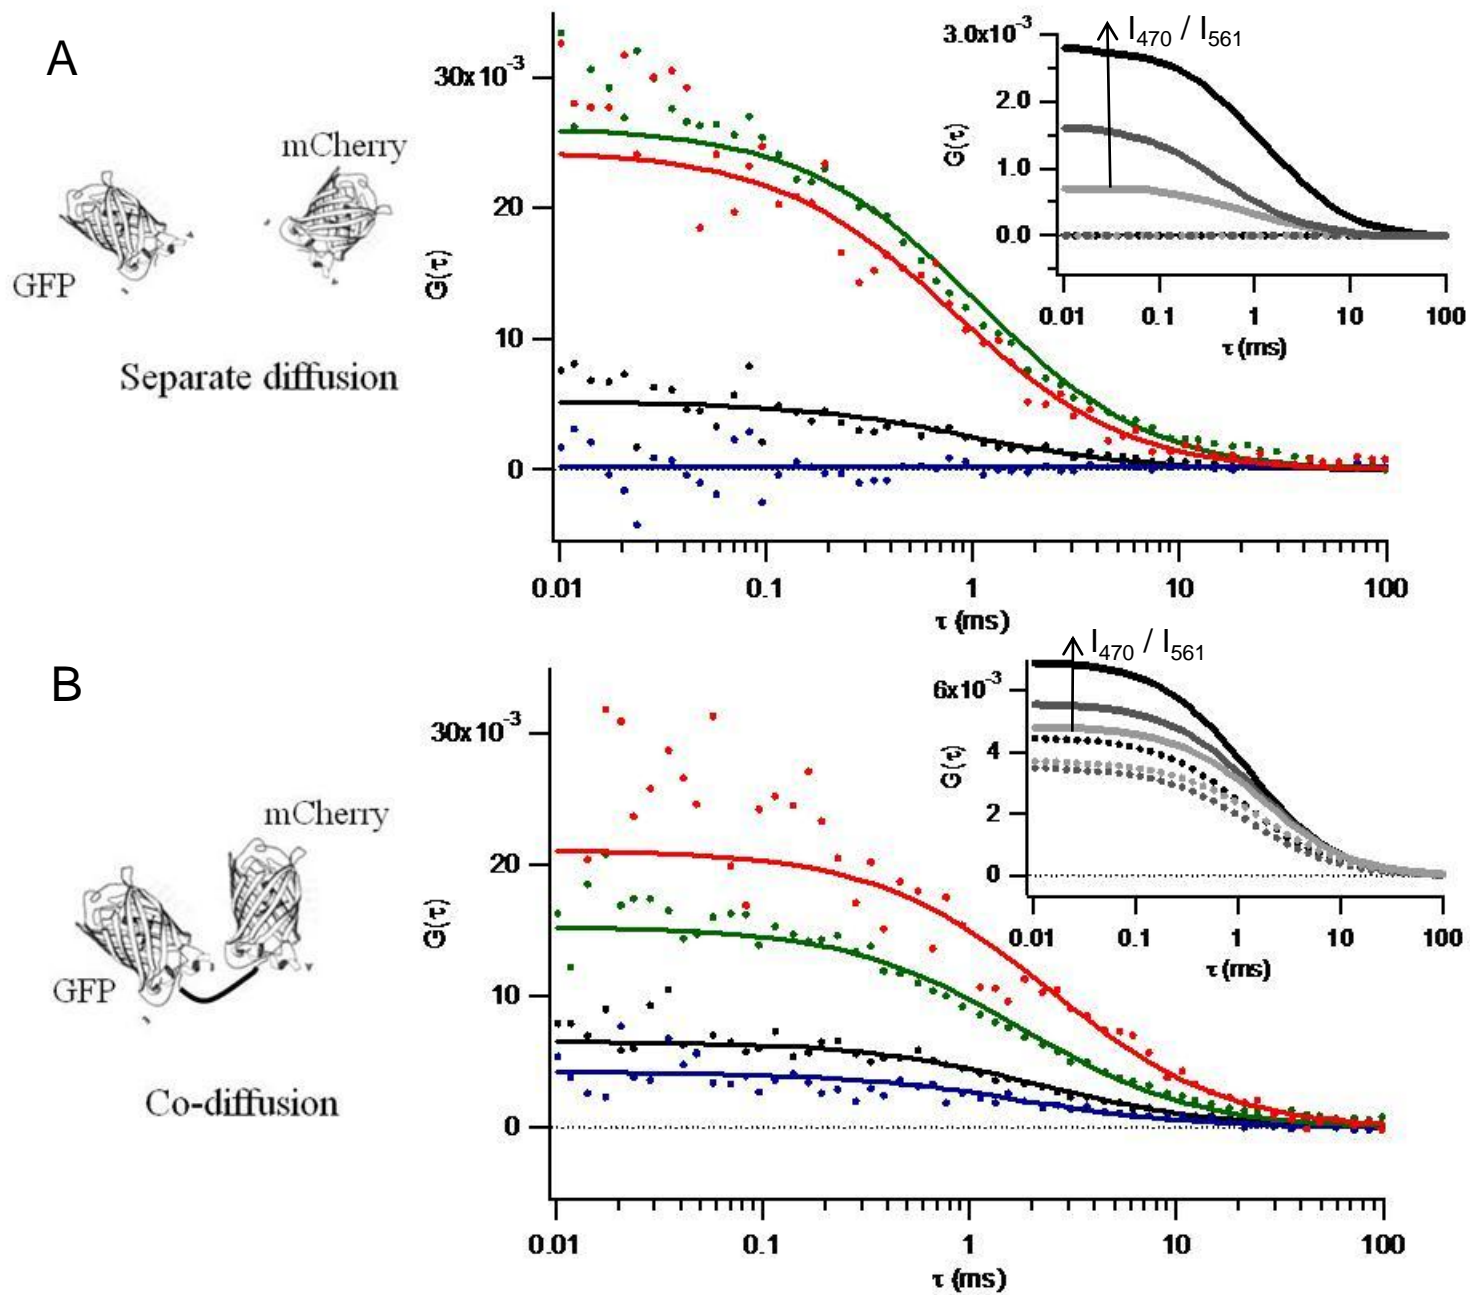 A
mCherry
GFP
Separate diffusion
30x10⁻³
20
10
0
G(τ)
0.01 0.1 1 10 100
τ (ms)
3.0x10⁻³
2.0
1.0
0.0
G(τ)
I₄₇₀ / I₅₆₁
0.01 0.1 1 10 100
τ (ms)
B
mCherry
GFP
Co-diffusion
30x10⁻³
20
10
0
G(τ)
0.01 0.1 1 10 100
τ (ms)
6x10⁻³
4
2
0
G(τ)
I₄₇₀ / I₅₆₁
0.01 0.1 1 10 100
τ (ms)